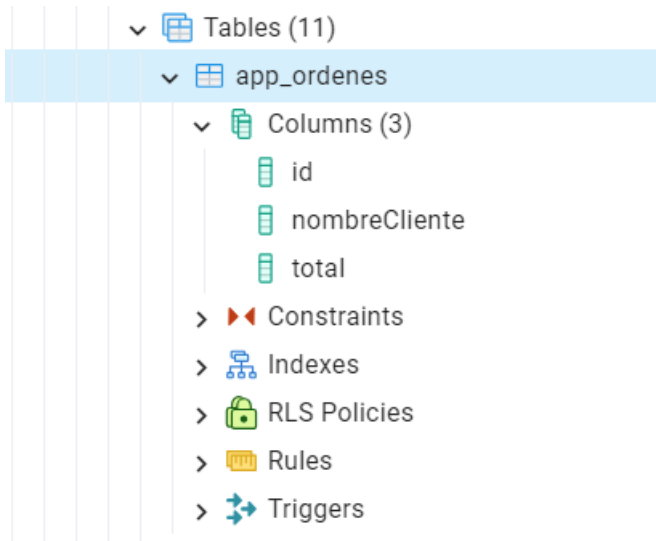 Tables (11)
app_ordenes
Columns (3)
id
nombreCliente
total
Constraints
Indexes
RLS Policies
Rules
Triggers